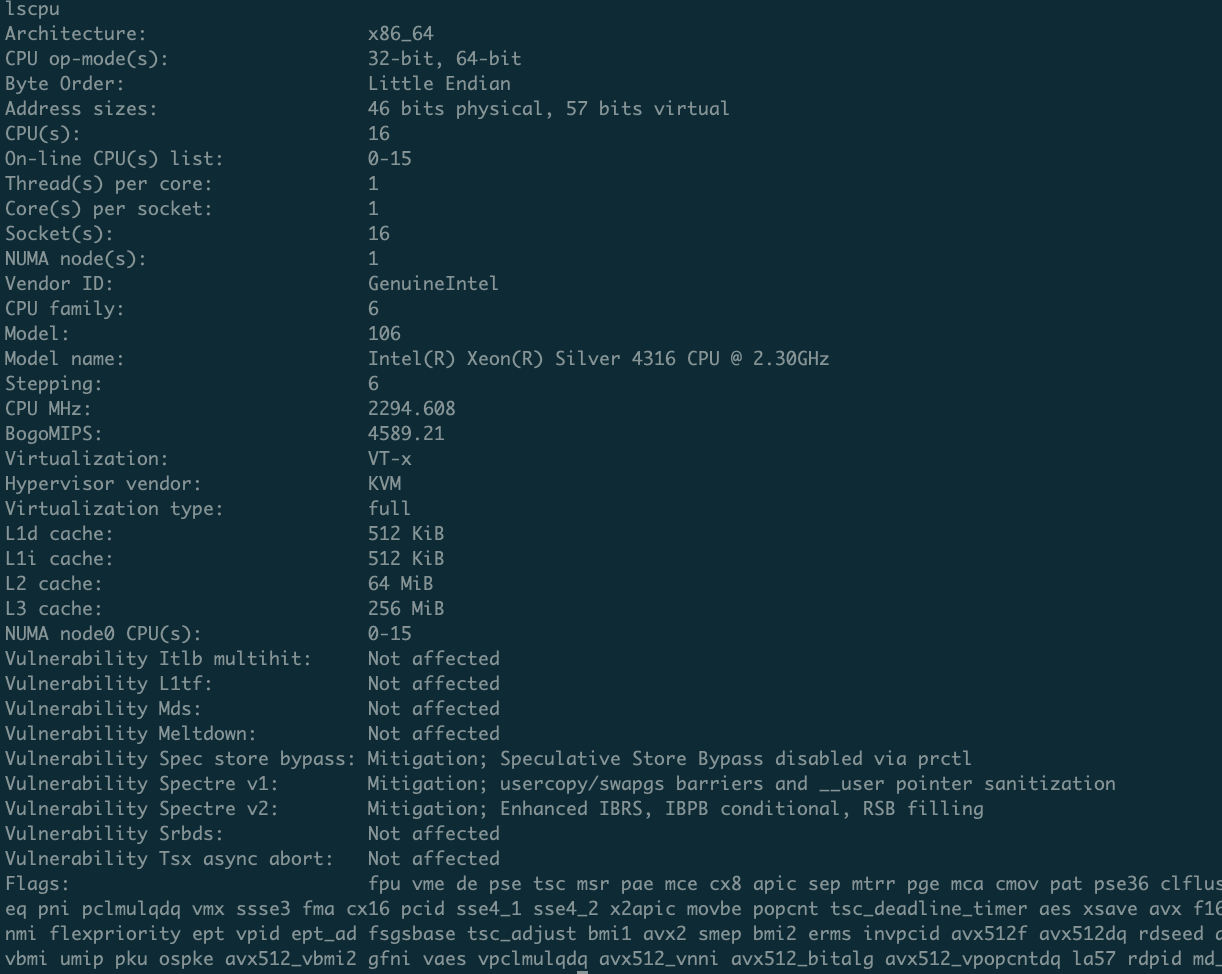 lscpu
Architecture: x86_64
CPU op-mode(s): 32-bit, 64-bit
Byte Order: Little Endian
Address sizes: 46 bits physical, 57 bits virtual
CPU(s): 16
On-line CPU(s) list: 0-15
Thread(s) per core: 1
Core(s) per socket: 1
Socket(s): 16
NUMA node(s): 1
Vendor ID: GenuineIntel
CPU family: 6
Model: 106
Model name: Intel(R) Xeon(R) Silver 4316 CPU @ 2.30GHz
Stepping: 6
CPU MHz: 2294.608
BogoMIPS: 4589.21
Virtualization: VT-x
Hypervisor vendor: KVM
Virtualization type: full
L1d cache: 512 KiB
L1i cache: 512 KiB
L2 cache: 64 MiB
L3 cache: 256 MiB
NUMA node0 CPU(s): 0-15
Vulnerability Itlb multihit: Not affected
Vulnerability L1tf: Not affected
Vulnerability Mds: Not affected
Vulnerability Meltdown: Not affected
Vulnerability Spec store bypass: Mitigation; Speculative Store Bypass disabled via prctl
Vulnerability Spectre v1: Mitigation; usercopy/swapgs barriers and __user pointer sanitization
Vulnerability Spectre v2: Mitigation; Enhanced IBRS, IBPB conditional, RSB filling
Vulnerability Srbds: Not affected
Vulnerability Tsx async abort: Not affected
Flags: fpu vme de pse tsc msr pae mce cx8 apic sep mtrr pge mca cmov pat pse36
eq pni pclmulqdq vmx ssse3 fma cx16 pcid sse4_1 sse4_2 x2apic movbe popcnt tsc_deadline_timer aes xsave avx
nmi flexpriority ept vpid ept_ad fsgsbase tsc_adjust bmi1 avx2 smep bmi2 erms invpcid avx512f avx512dq rdseed
vbmi umip pku ospke avx512_vbmi2 gfni vaes vpclmulqdq avx512_vnni avx512_bitalg avx512_vpopcntdq la57 rdpid